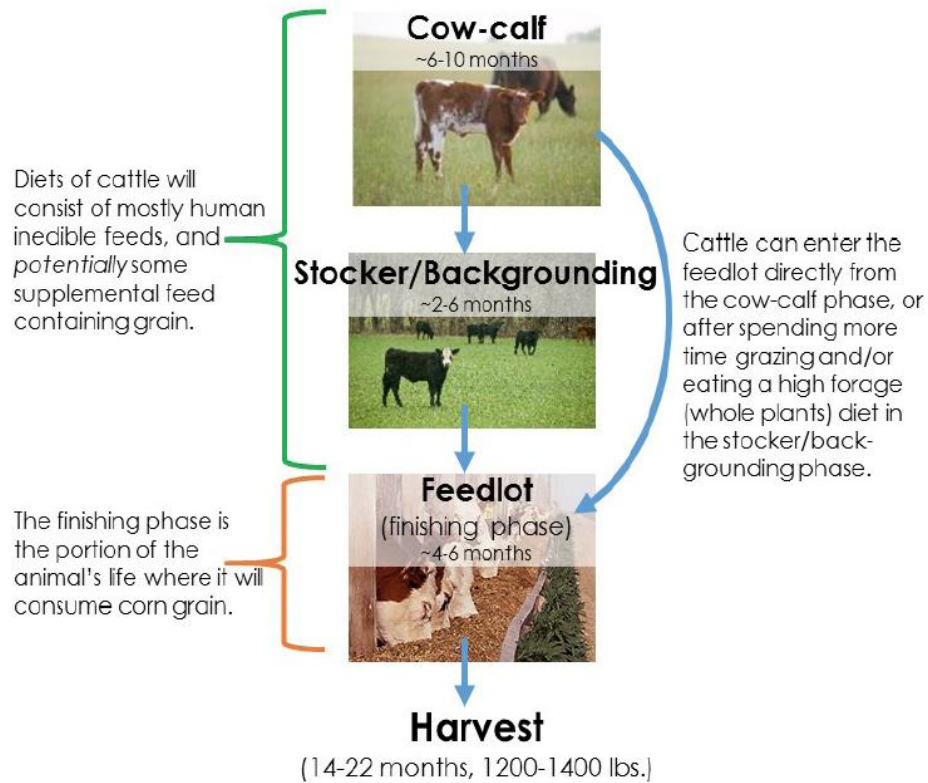 Cow-calf
~6-10 months
Diets of cattle will
consist of mostly human
inedible feeds, and
potentially some
supplemental feed
containing grain.
Stocker/Backgrounding
~2-6 months
Cattle can enter the
feedlot directly from
the cow-calf phase, or
after spending more
time grazing and/or
eating a high forage
(whole plants) diet in
the stocker/back-
grounding phase.
Feedlot
(finishing phase)
~4-6 months
The finishing phase is
the portion of the
animal's life where it will
consume corn grain.
Harvest
(14-22 months, 1200-1400 lbs.)